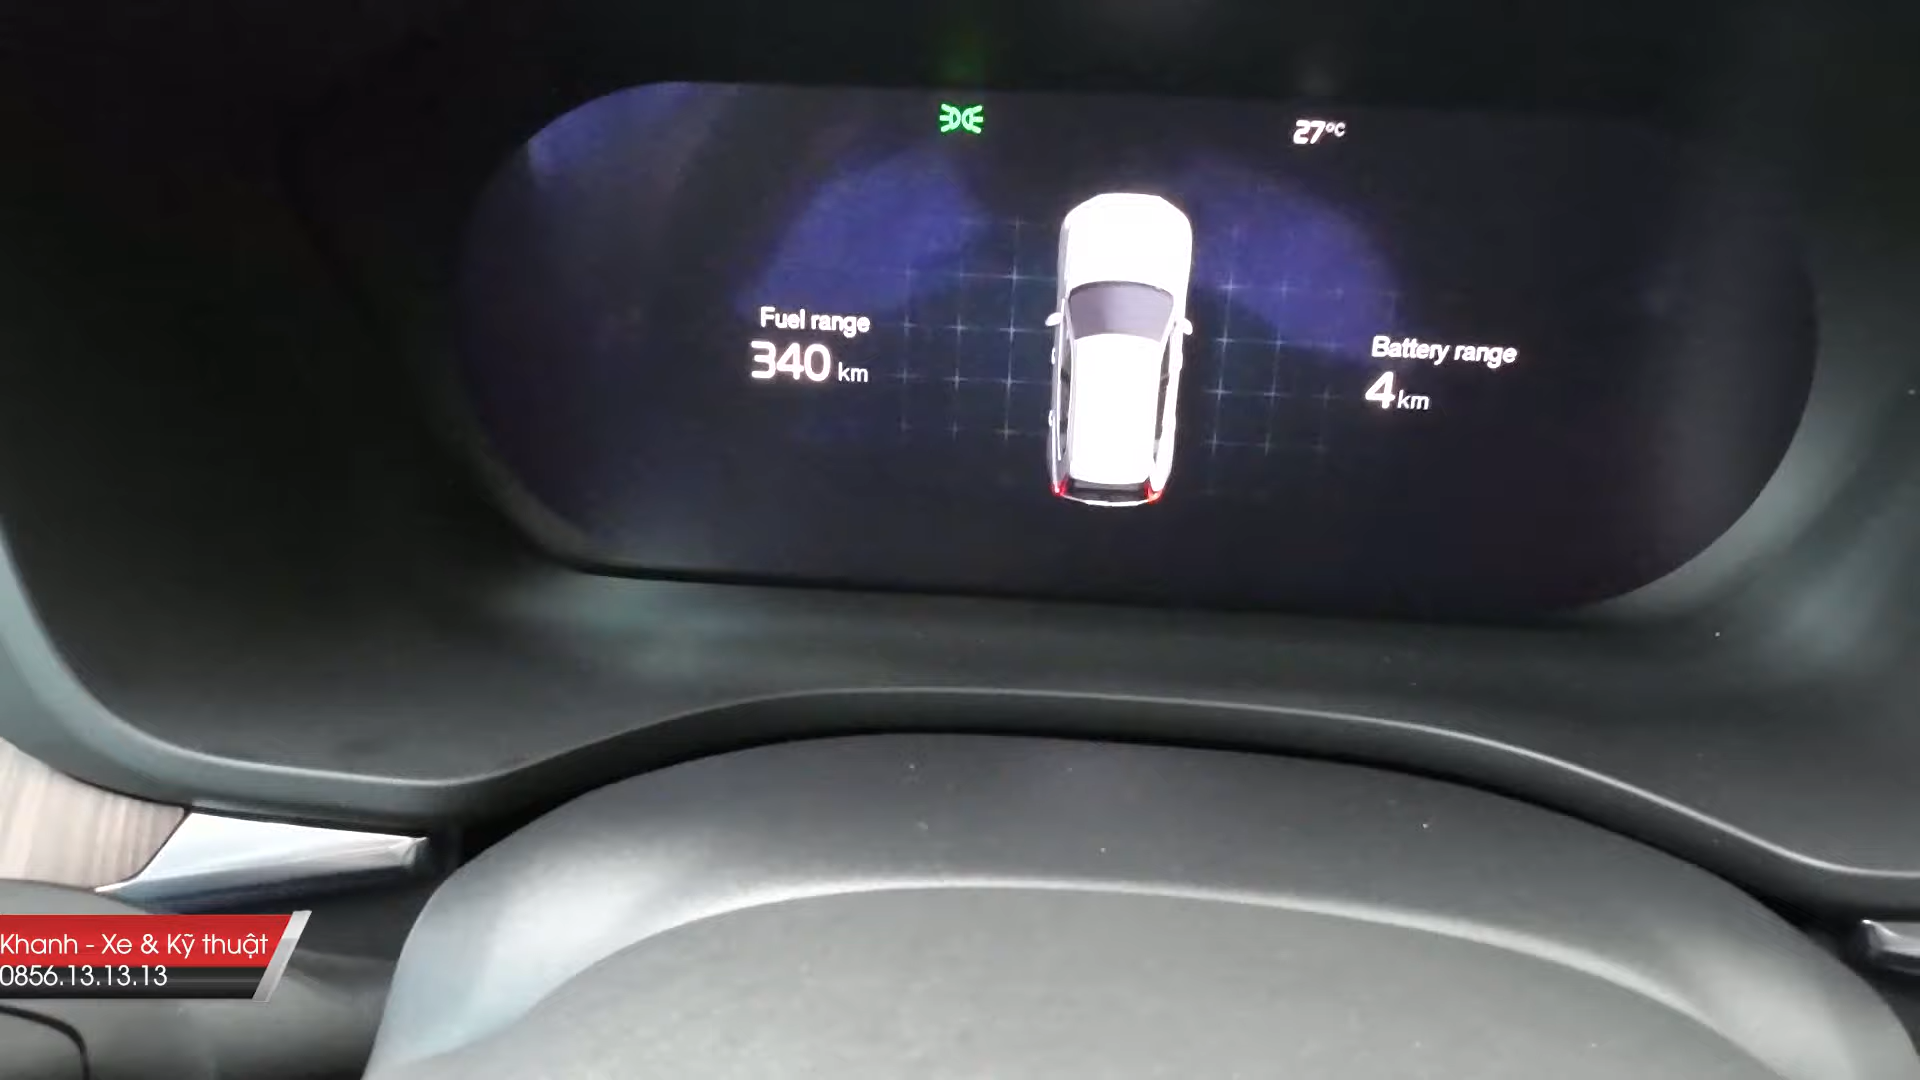 27°C
Fuel range
340 km
Battery range
4 km
Khanh - Xe & Kỹ thuật
0856.13.13.13